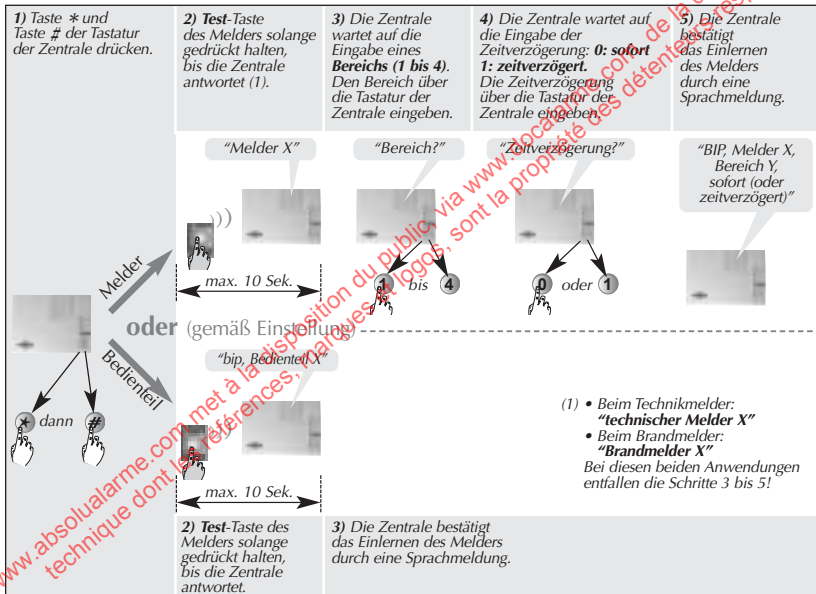 1) Taste * und
Taste # der Tastatur
der Zentrale drücken.
2) Test-Taste
des Melders solange
gedrückt halten,
bis die Zentrale
antwortet (1).
3) Die Zentrale
wartet auf die
Eingabe eines
Bereichs (1 bis 4).
Den Bereich über
die Tastatur der
Zentrale eingeben.
4) Die Zentrale wartet auf
die Eingabe der
Zeitverzögerung: 0: sofort
1: zeitverzögert.
Die Zeitverzögerung
über die Tastatur der
Zentrale eingeben.
5) Die Zentrale
bestätigt
das Einlernen
des Melders
durch eine
Sprachmeldung.
“Melder X”
“Bereich?”
“Zeitverzögerung?”
“BIP, Melder X,
Bereich Y,
sofort (oder
zeitverzögert)”
Melder
max. 10 Sek.
1 bis 4
0 oder 1
oder (gemäß Einstellung)
Bedienteil
* dann #
“bip, Bedienteil X”
max. 10 Sek.
(1) • Beim Technikmelder:
“technischer Melder X”
• Beim Brandmelder:
“Brandmelder X”
Bei diesen beiden Anwendungen
entfallen die Schritte 3 bis 5!
2) Test-Taste des
Melders solange
gedrückt halten,
bis die Zentrale
antwortet.
3) Die Zentrale bestätigt
das Einlernen des Melders
durch eine Sprachmeldung.
www.absolualarme.com met à la disposition du public, via www.docalarme.com, de la
technique dont les références, marques et logos, sont la propriété des détenteurs